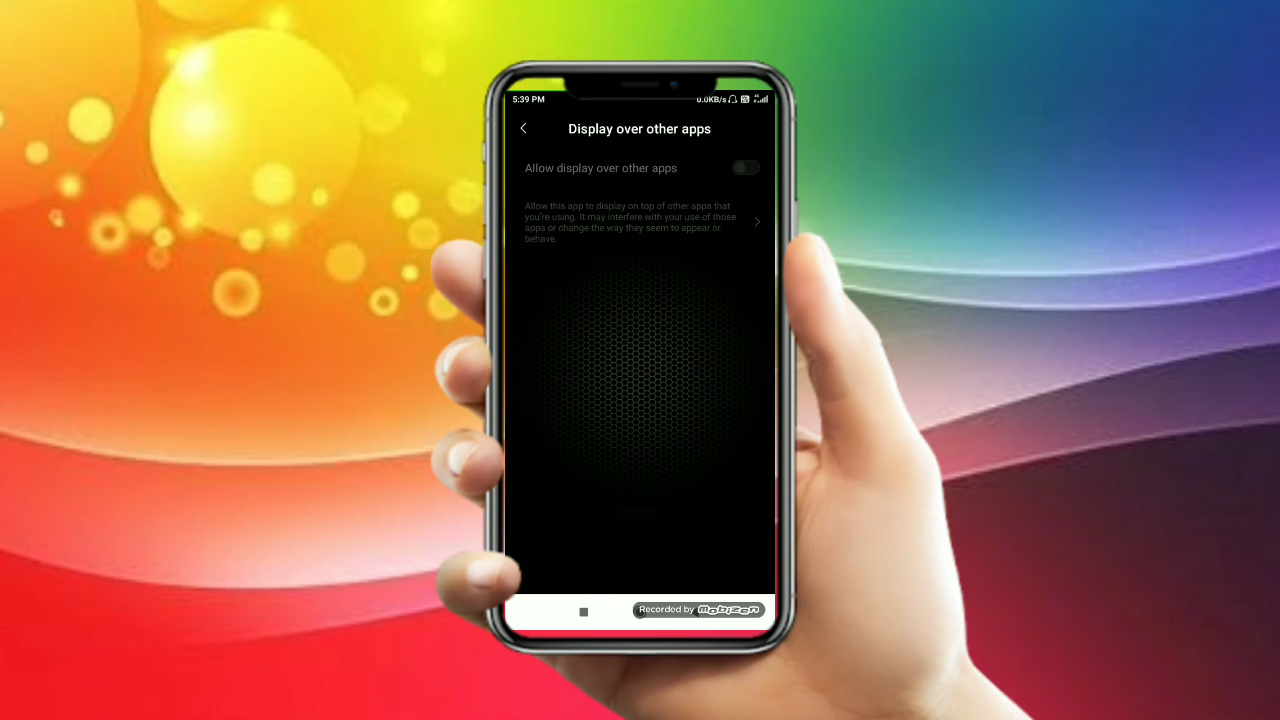 5:39 PM 0.0KB/s 4G
Display over other apps
Allow display over other apps
Allow this app to display on top of other apps that
you're using. It may interfere with your use of those
apps or change the way they seem to appear or
behave.
Recorded by mobizen